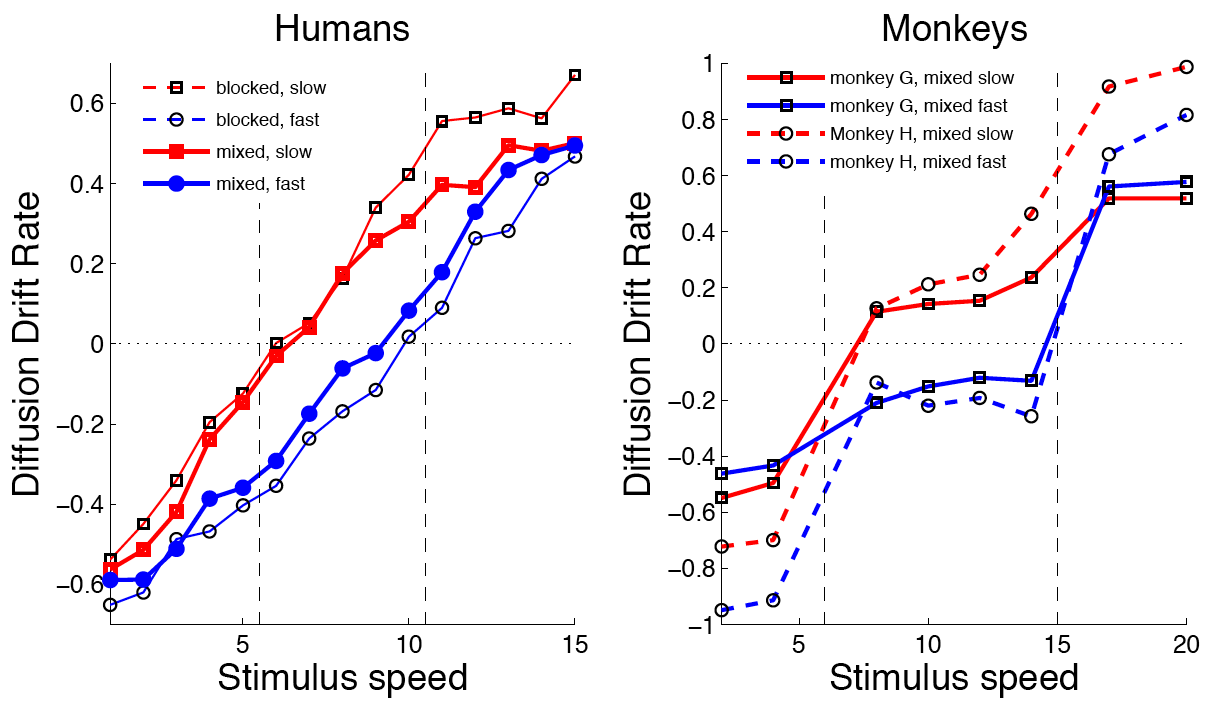 Humans
blocked, slow
blocked, fast
mixed, slow
mixed, fast
0.6
0.4
0.2
0
−0.2
−0.4
−0.6
Diffusion Drift Rate
5
10
15
Stimulus speed
Monkeys
monkey G, mixed slow
monkey G, mixed fast
Monkey H, mixed slow
monkey H, mixed fast
1
0.8
0.6
0.4
0.2
0
−0.2
−0.4
−0.6
−0.8
−1
Diffusion Drift Rate
5
10
15
20
Stimulus speed